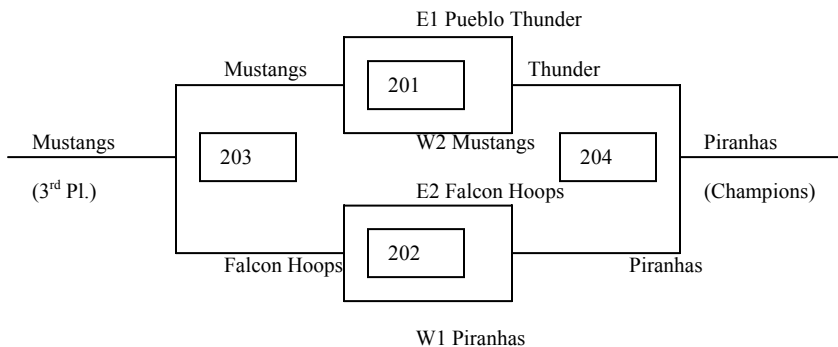 E1 Pueblo Thunder
Mustangs
201
Thunder
Mustangs
203
W2 Mustangs
204
Piranhas
(3rd Pl.)
E2 Falcon Hoops
(Champions)
Falcon Hoops
202
Piranhas
W1 Piranhas